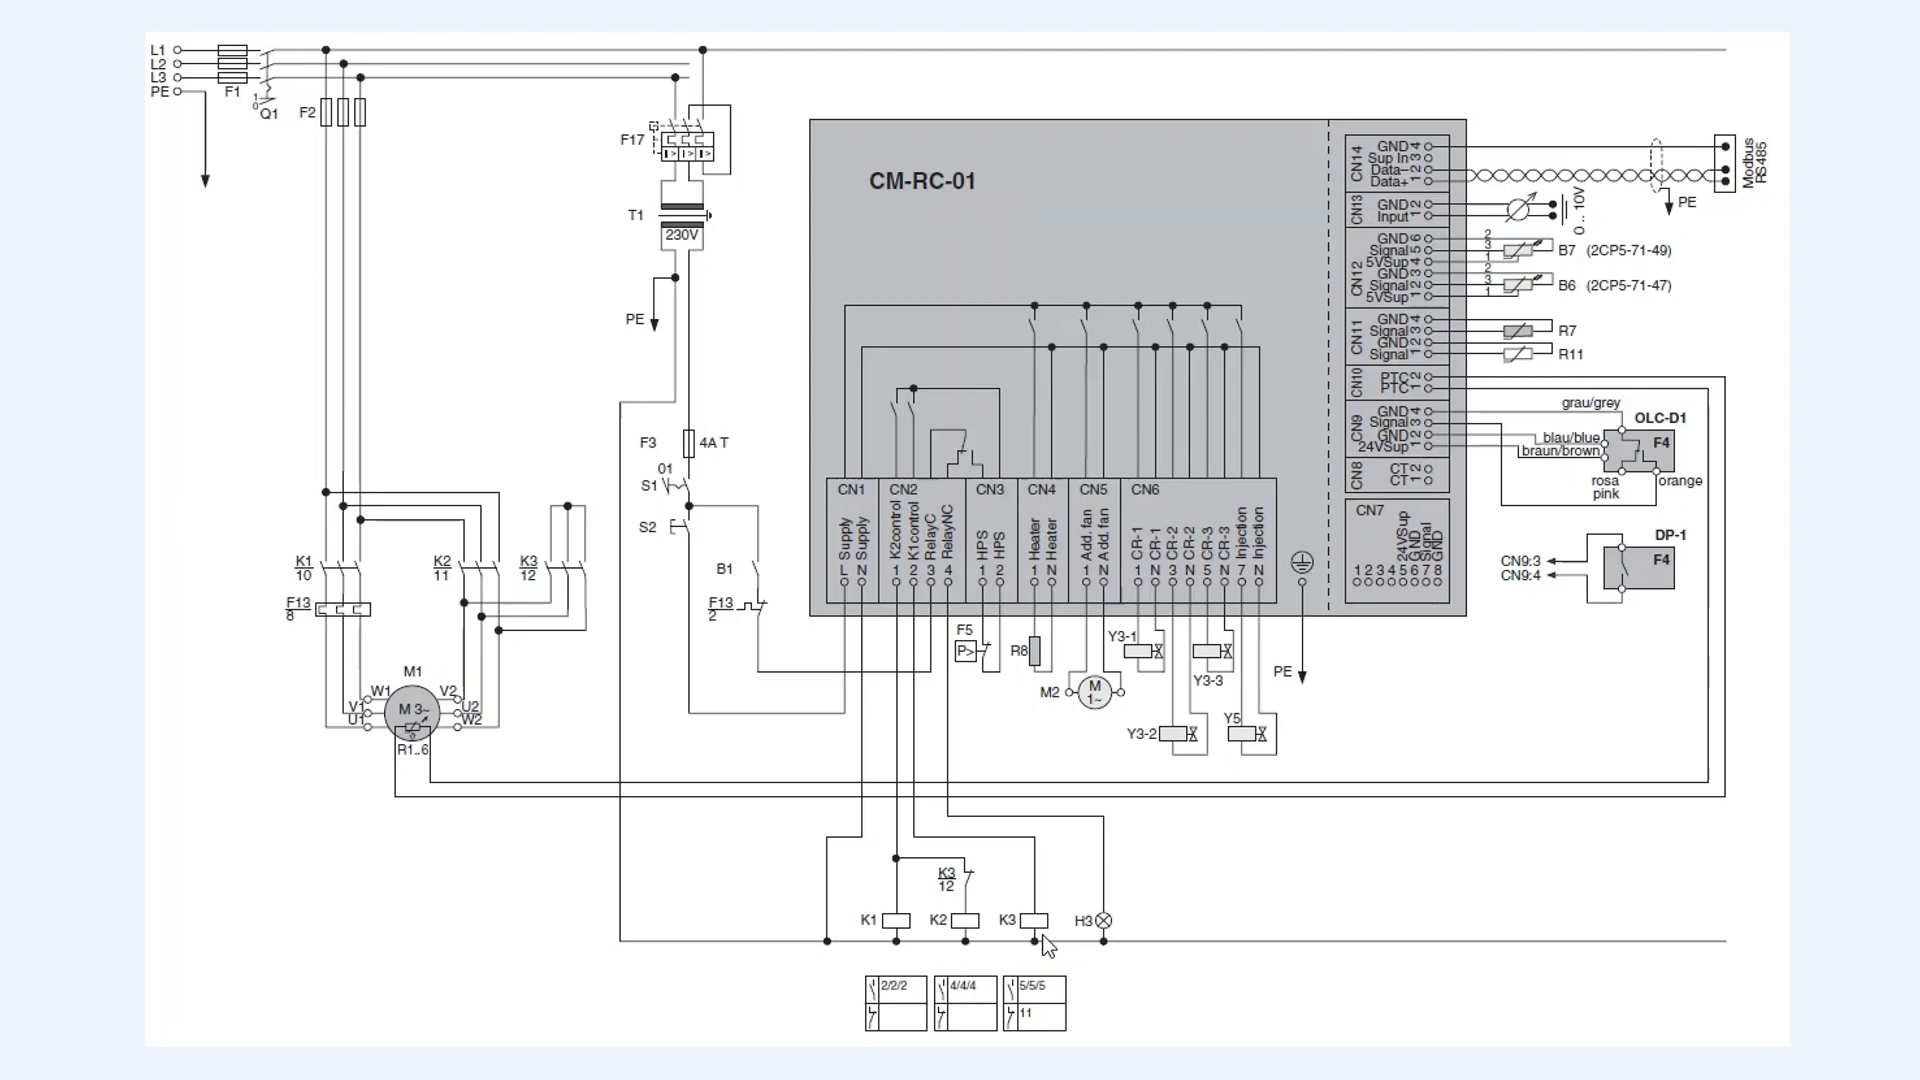 L1
L2
L3
PE
F1
1
0
Q1
F2
F17
I> I> I>
T1
230V
PE
F3
4A T
01
S1
S2
B1
F13
2
K1
10
F13
8
K2
11
K3
12
M1
W1
V1
U1
V2
U2
W2
M 3~
R1..6
CM-RC-01
CN1
Supply L
Supply N
CN2
K2control 1
K1control 2
RelayC 3
RelayNC 4
CN3
HPS 1
HPS 2
CN4
Heater 1
Heater N
CN5
Add. fan 1
Add. fan N
CN6
CR-1 1
CR-1 N
CR-2 3
CR-2 N
CR-3 5
CR-3 N
Injection 7
Injection N
CN14
GND 4
Sup In 3
Data− 2
Data+ 1
CN13
GND 2
Input 1
CN12
GND 6
Signal 5
5VSup 4
GND 3
Signal 2
5VSup 1
CN11
GND 4
Signal 3
GND 2
Signal 1
CN10
PTC 2
PTC 1
CN9
GND 4
Signal 3
GND 2
24VSup 1
CN8
CT 2
CT 1
CN7
24VSup
GND
Signal
GND
1 2 3 4 5 6 7 8
Modbus
RS485
PE
0 .. 10V
2
3
1
B7 (2CP5-71-49)
2
3
1
B6 (2CP5-71-47)
R7
R11
grau/grey
OLC-D1
blau/blue
braun/brown
F4
rosa
pink
orange
DP-1
CN9:3
CN9:4
F4
F5
P>
R8
M2
M
1~
Y3-1
Y3-3
Y3-2
Y5
PE
K3
12
K1
K2
K3
H3
2/2/2
4/4/4
5/5/5
11